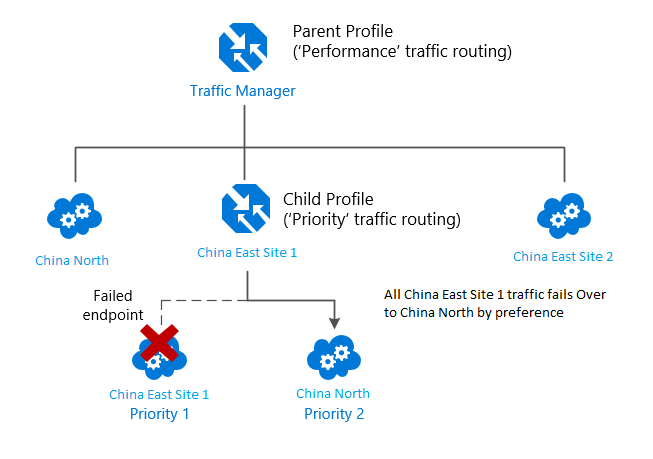 Parent Profile
(‘Performance’ traffic routing)
Traffic Manager
Child Profile
(‘Priority’ traffic routing)
China North
China East Site 1
China East Site 2
Failed
endpoint
All China East Site 1 traffic fails Over
to China North by preference
China East Site 1
Priority 1
China North
Priority 2